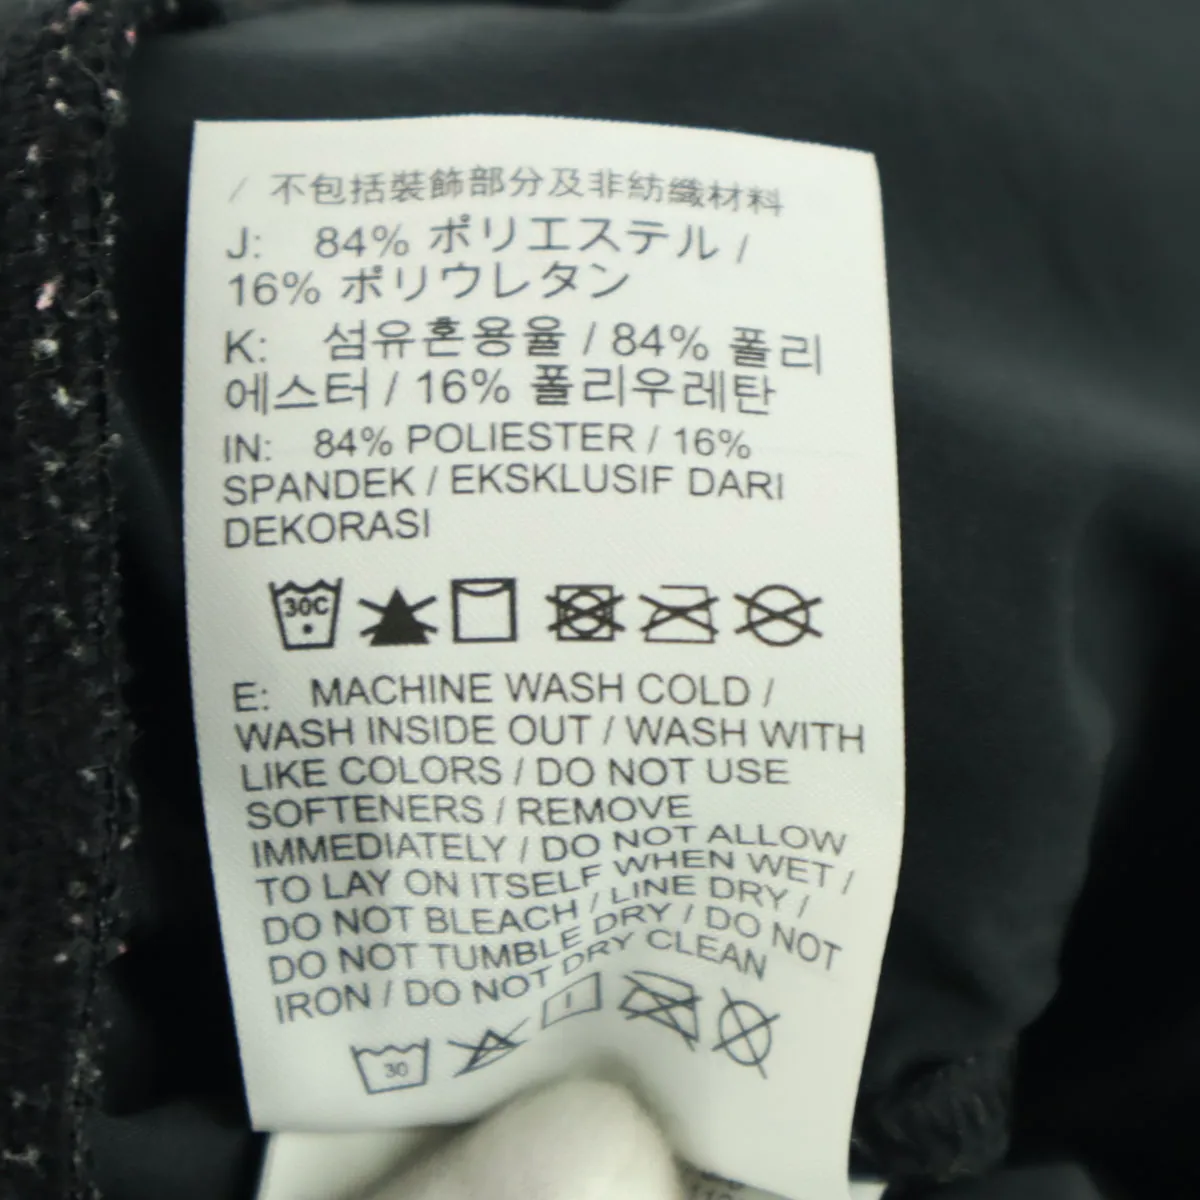 / 不包括裝飾部分及非紡織材料
J: 84% ポリエステル /
16% ポリウレタン
K: 섬유혼용율 / 84% 폴리
에스터 / 16% 폴리우레탄
IN: 84% POLIESTER / 16%
SPANDEK / EKSKLUSIF DARI
DEKORASI
30C
E: MACHINE WASH COLD /
WASH INSIDE OUT / WASH WITH
LIKE COLORS / DO NOT USE
SOFTENERS / REMOVE
IMMEDIATELY / DO NOT ALLOW
TO LAY ON ITSELF WHEN WET /
DO NOT BLEACH / LINE DRY /
DO NOT TUMBLE DRY / DO NOT
IRON / DO NOT DRY CLEAN
30